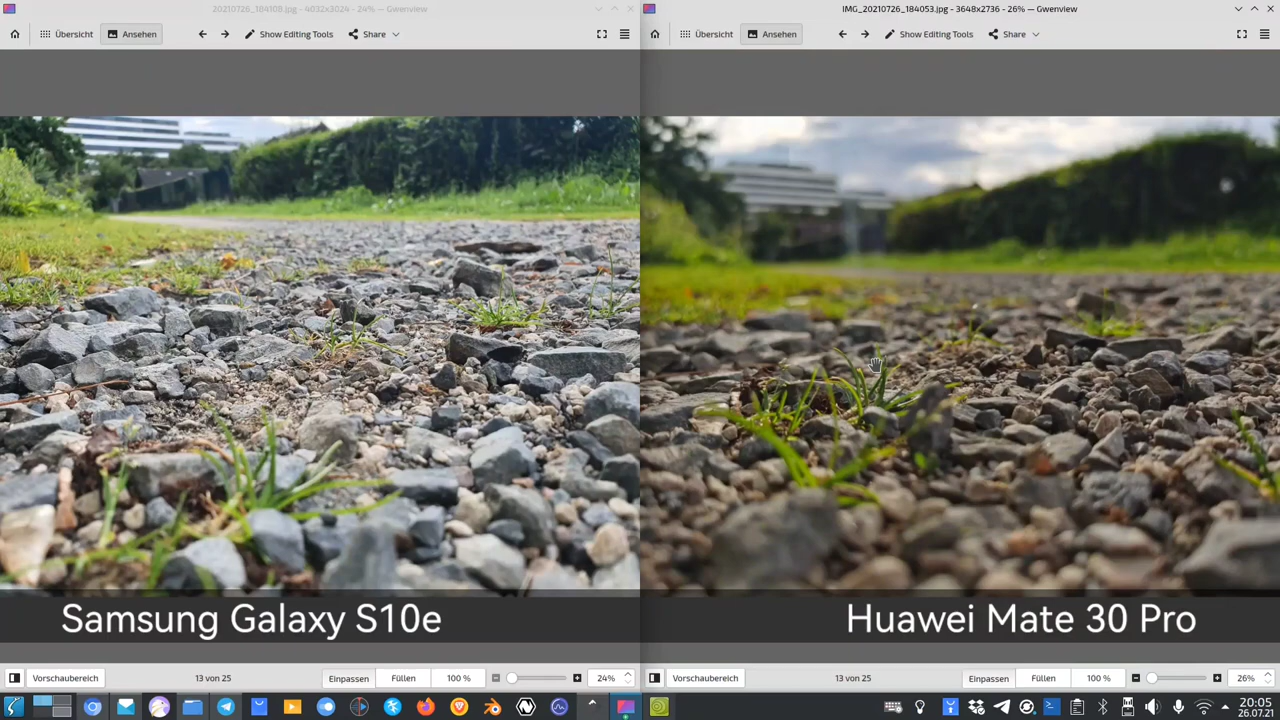 20210726_184108.jpg - 4032x3024 - 24% — Gwenview
Übersicht Ansehen Show Editing Tools Share
Samsung Galaxy S10e
Vorschaubereich 13 von 25 Einpassen Füllen 100 % 24%
IMG_20210726_184053.jpg - 3648x2736 - 26% — Gwenview
Übersicht Ansehen Show Editing Tools Share
Huawei Mate 30 Pro
Vorschaubereich 13 von 25 Einpassen Füllen 100 % 26%
20:05
26.07.21